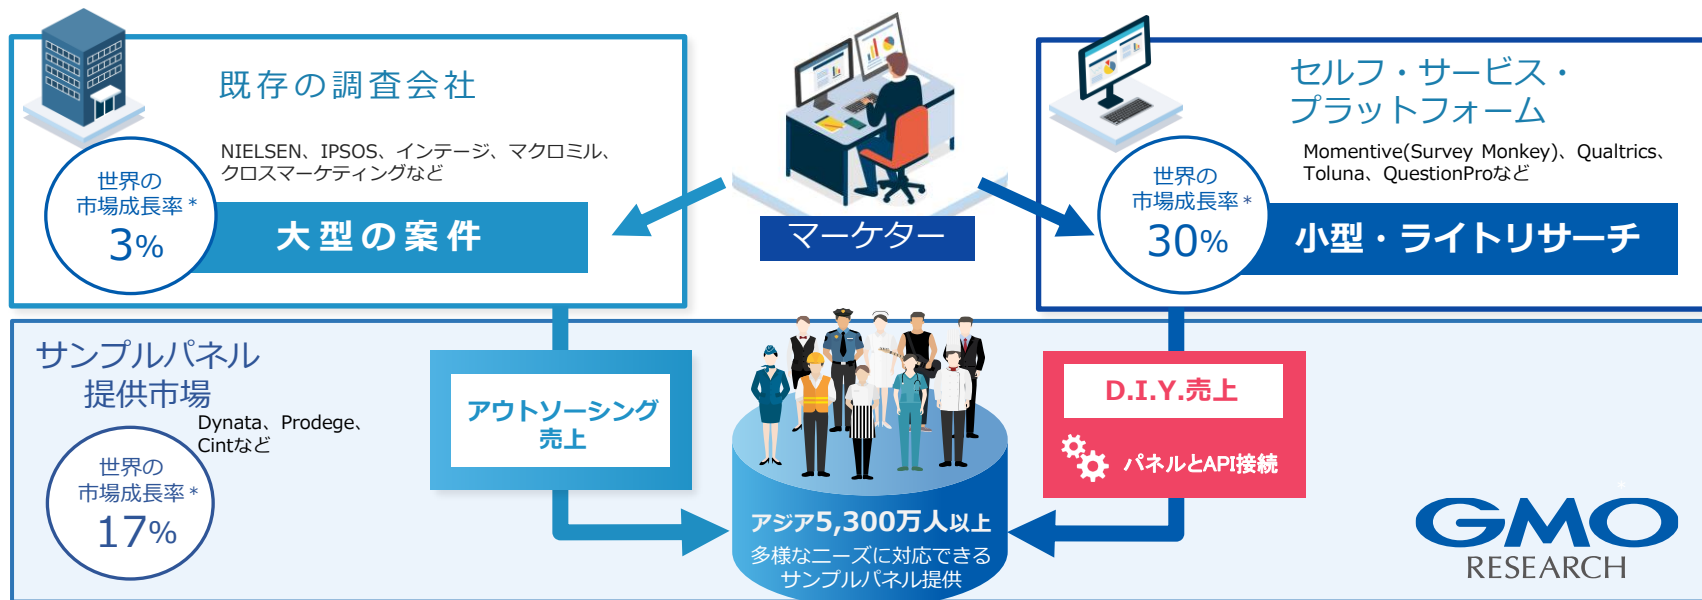 既存の調査会社
NIELSEN、IPSOS、インテージ、マクロミル、
クロスマーケティングなど
世界の
市場成長率*
3%
大型の案件
マーケター
セルフ・サービス・
プラットフォーム
Momentive(Survey Monkey)、Qualtrics、
Toluna、QuestionProなど
世界の
市場成長率*
30%
小型・ライトリサーチ
サンプルパネル
提供市場
Dynata、Prodege、
Cintなど
世界の
市場成長率*
17%
アウトソーシング
売上
アジア5,300万人以上
多様なニーズに対応できる
サンプルパネル提供
D.I.Y.売上
パネルとAPI接続
GMO
RESEARCH